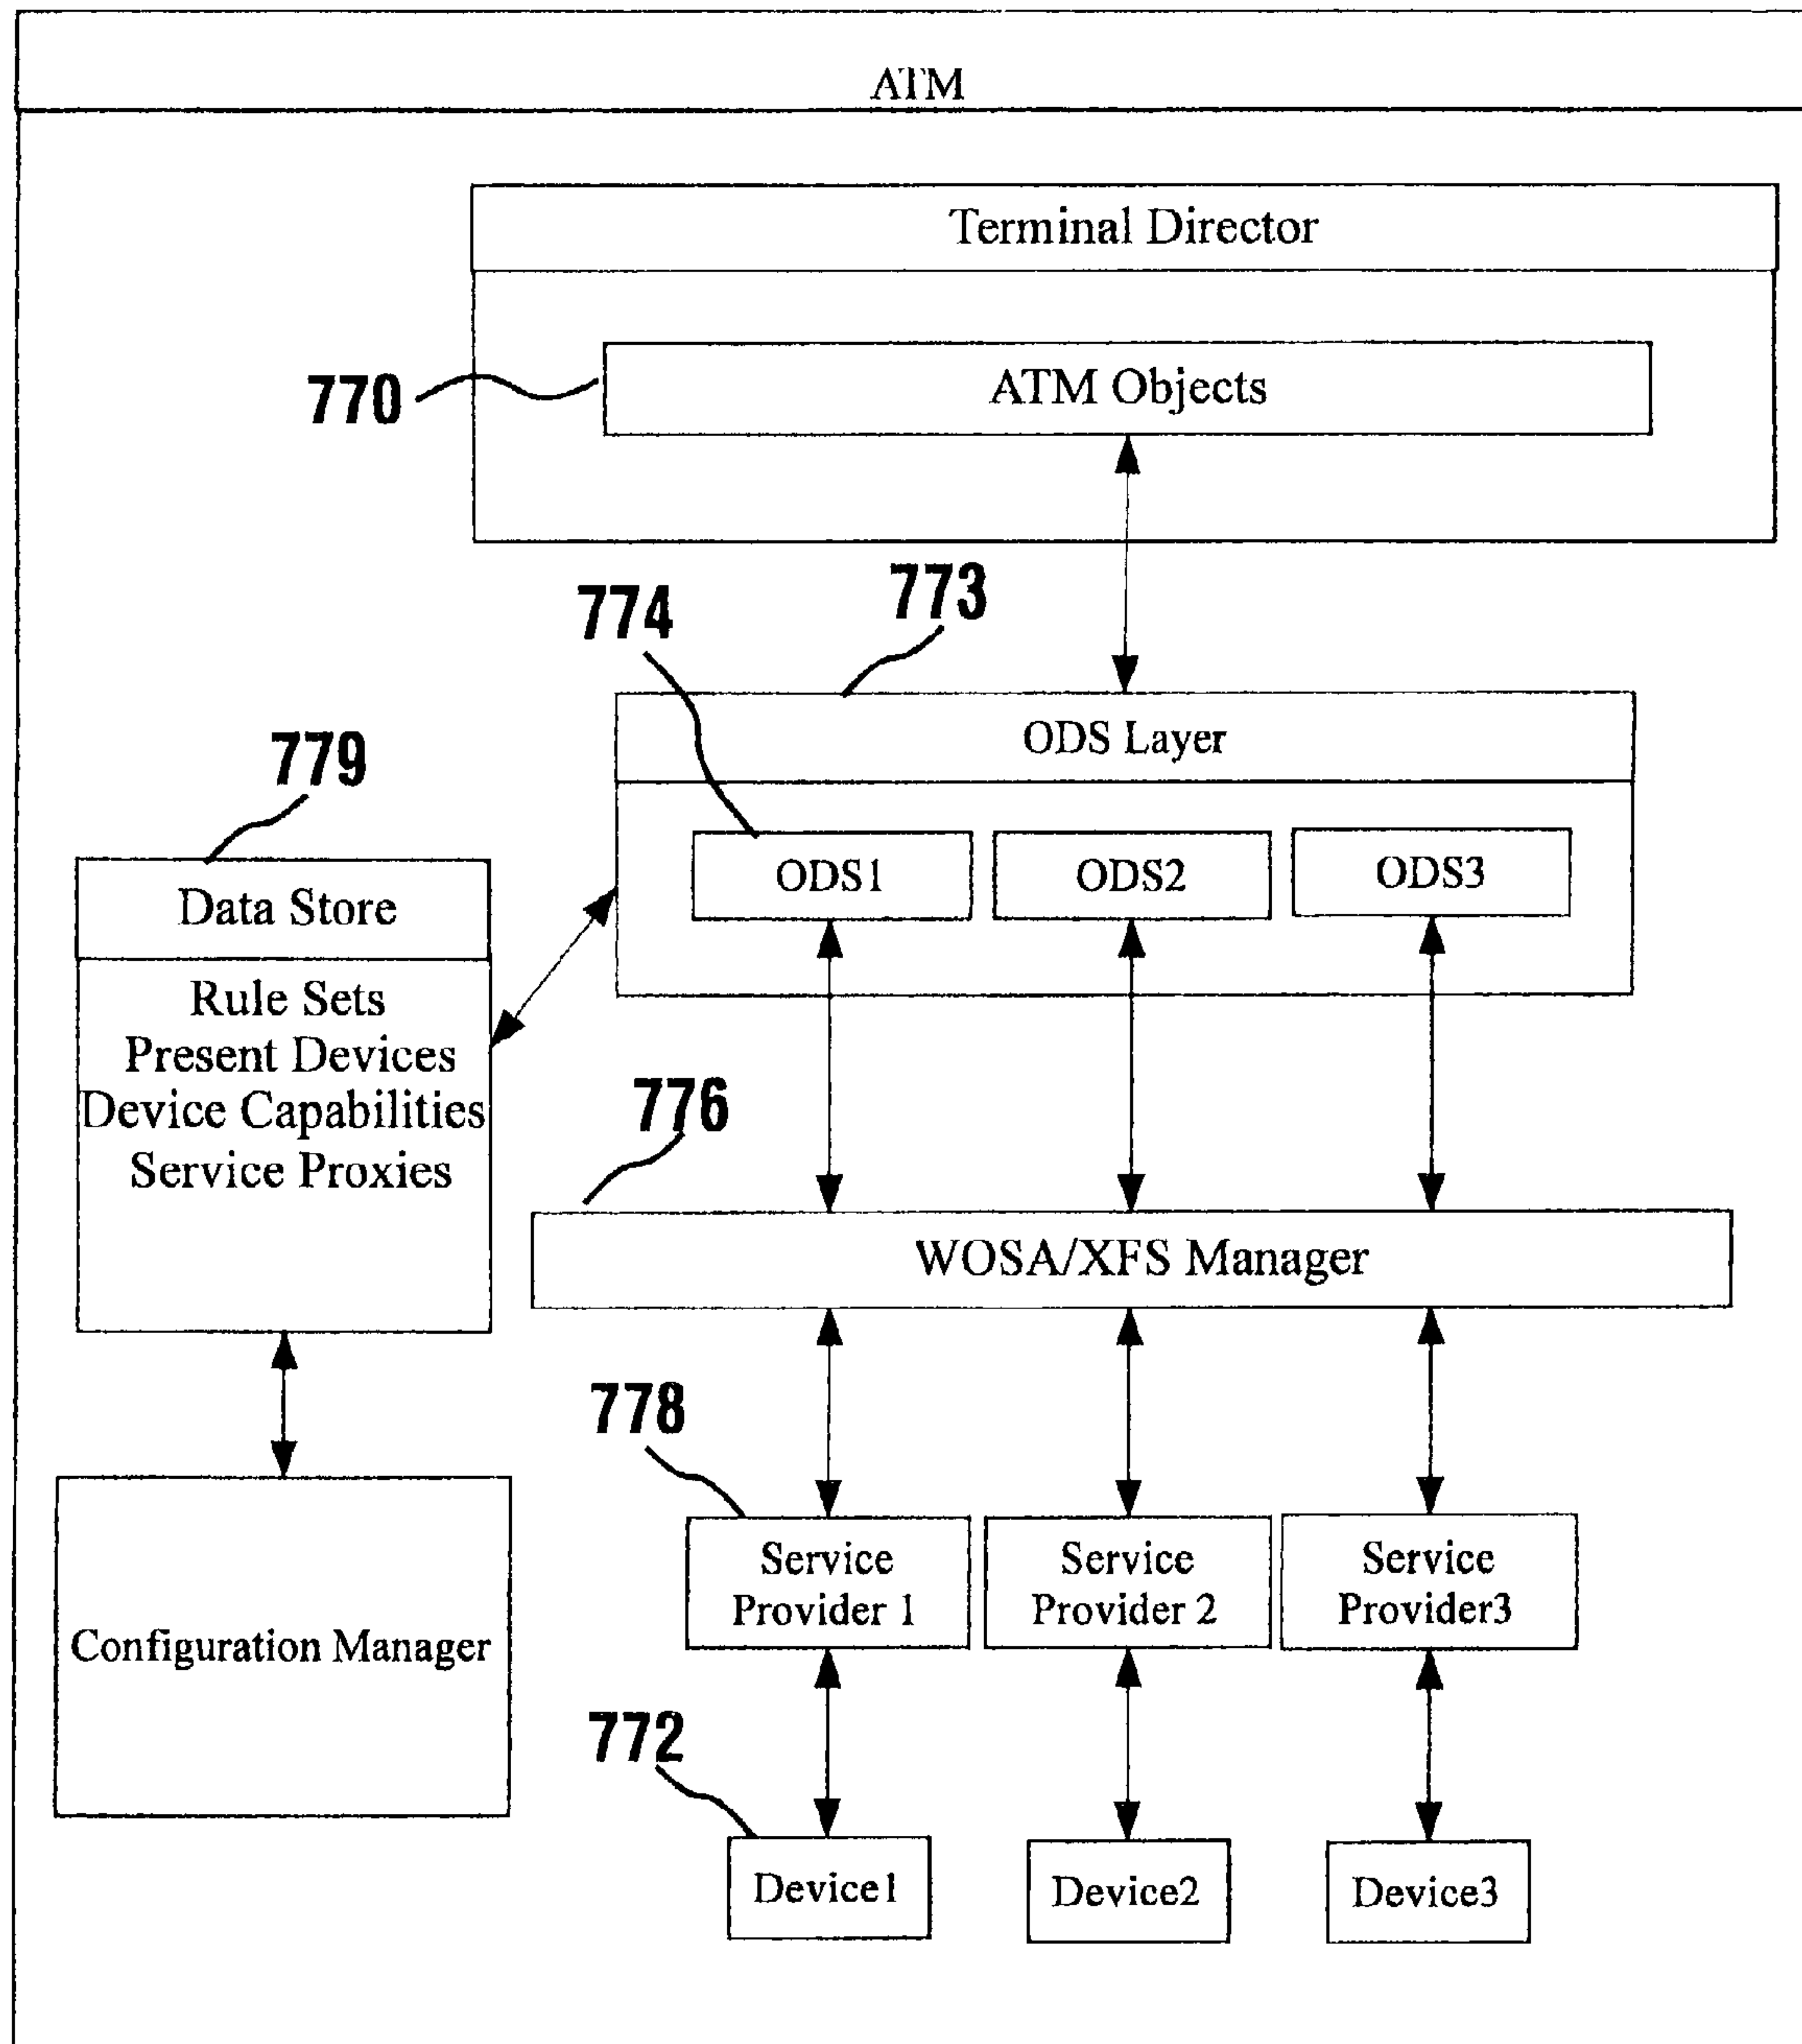 ATM
Terminal Director
770
ATM Objects
773
774
ODS Layer
779
ODS1
ODS2
ODS3
Data Store
Rule Sets
Present Devices
Device Capabilities
Service Proxies
776
WOSA/XFS Manager
778
Service
Provider 1
Service
Provider 2
Service
Provider3
Configuration Manager
772
Device1
Device2
Device3